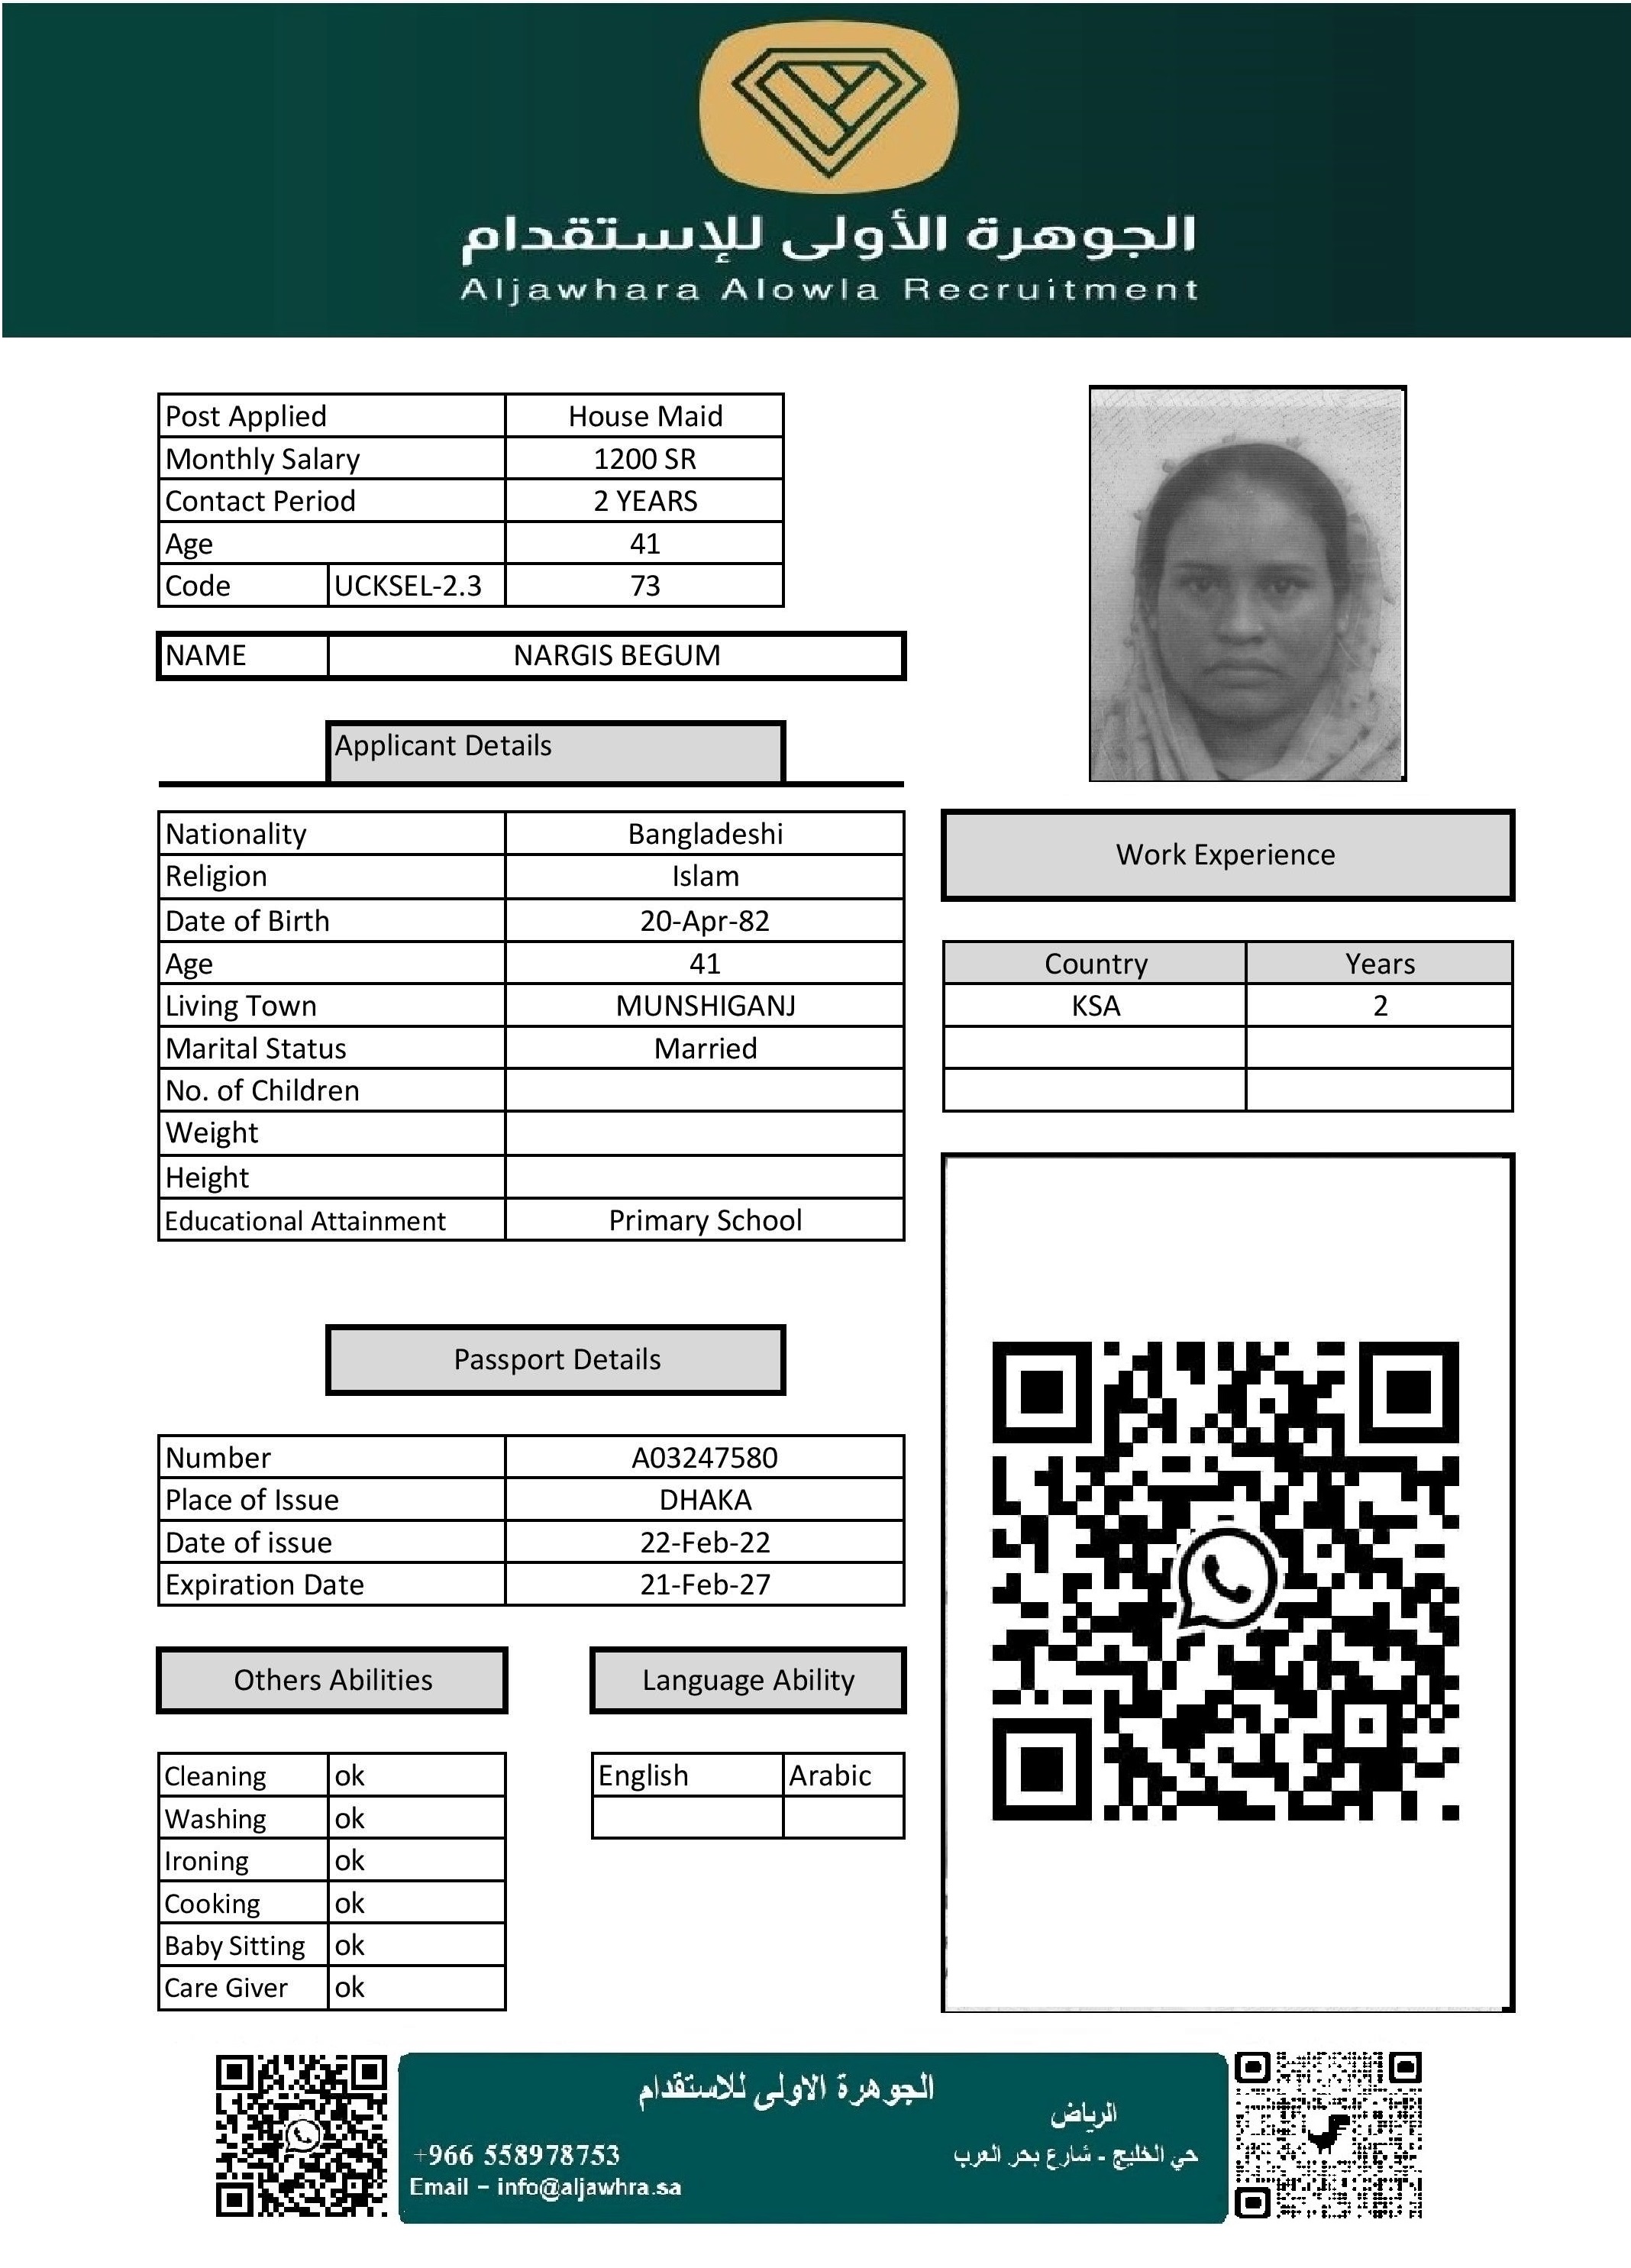 الجوهرة الأولى للإستقدام
Aljawhara Alowla Recruitment
Post Applied House Maid
Monthly Salary 1200 SR
Contact Period 2 YEARS
Age 41
Code UCKSEL-2.3 73
NAME NARGIS BEGUM
Applicant Details
Nationality Bangladeshi
Religion Islam
Date of Birth 20-Apr-82
Age 41
Living Town MUNSHIGANJ
Marital Status Married
No. of Children
Weight
Height
Educational Attainment Primary School
Work Experience
Country Years
KSA 2
Passport Details
Number A03247580
Place of Issue DHAKA
Date of issue 22-Feb-22
Expiration Date 21-Feb-27
Others Abilities
Cleaning ok
Washing ok
Ironing ok
Cooking ok
Baby Sitting ok
Care Giver ok
Language Ability
English Arabic
الجوهرة الاولى للاستقدام
الرياض
حي الخليج - شارع بحر العرب
+966 558978753
Email – info@aljawhra.sa